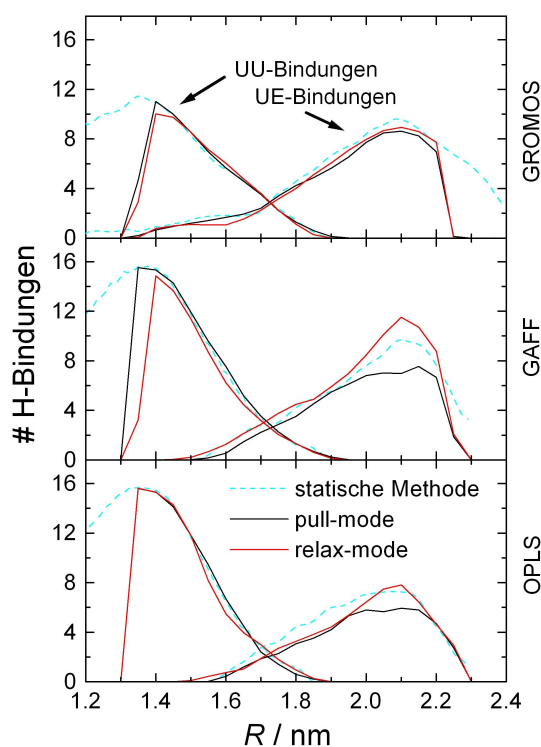 16
12
8
4
0
UU-Bindungen
UE-Bindungen
GROMOS
16
12
8
4
0
# H-Bindungen
GAFF
16
12
8
4
0
statische Methode
pull-mode
relax-mode
OPLS
1.2 1.4 1.6 1.8 2.0 2.2 2.4
R / nm